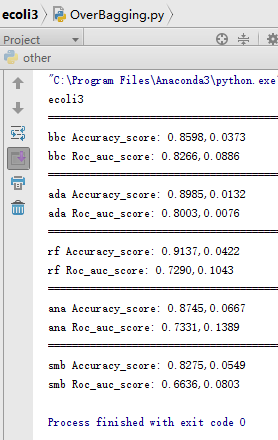 ecoli3 OverBagging.py
Project
other
"C:\Program Files\Anaconda3\python.exe
ecoli3
bbc Accuracy_score: 0.8598,0.0373
bbc Roc_auc_score: 0.8266,0.0886
ada Accuracy_score: 0.8985,0.0132
ada Roc_auc_score: 0.8003,0.0076
rf Accuracy_score: 0.9137,0.0422
rf Roc_auc_score: 0.7290,0.1043
ana Accuracy_score: 0.8745,0.0667
ana Roc_auc_score: 0.7331,0.1389
smb Accuracy_score: 0.8275,0.0549
smb Roc_auc_score: 0.6636,0.0803
Process finished with exit code 0